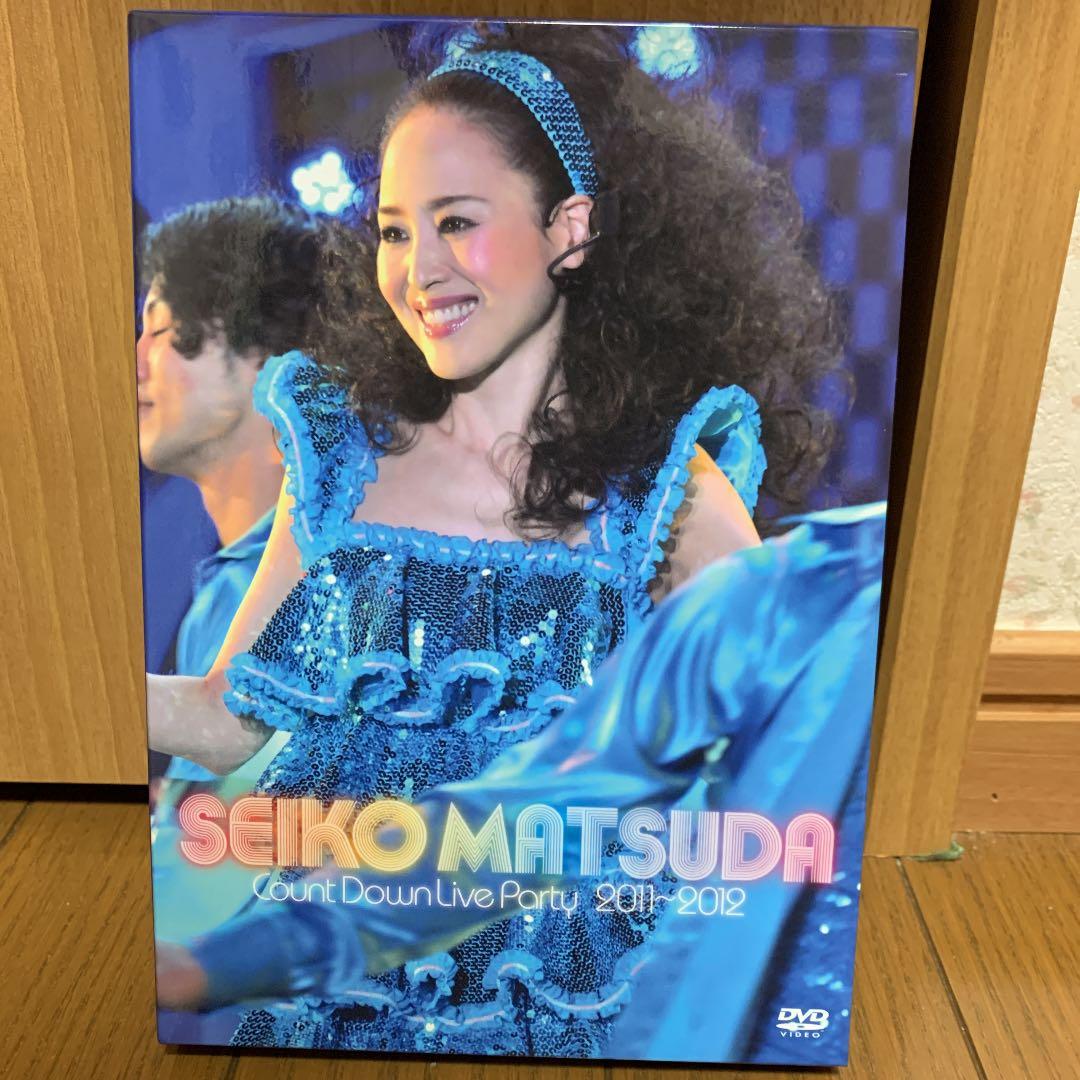 SEIKO MATSUDA
Count Down Live Party 2011~2012
DVD
VIDEO